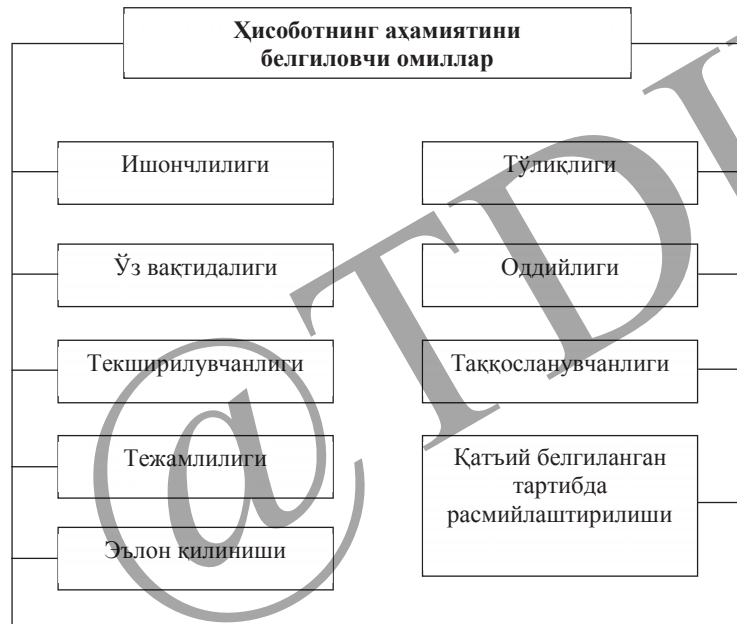 Ҳисоботнинг аҳамиятини
белгиловчи омиллар
Ишончлилиги
Тўлиқлиги
Ўз вақтидалиги
Оддийлиги
Текширилувчанлиги
Таққосланувчанлиги
Тежамлилиги
Қатъий белгиланган
тартибда
расмийлаштирилиши
Эълон қилиниши
@TDI